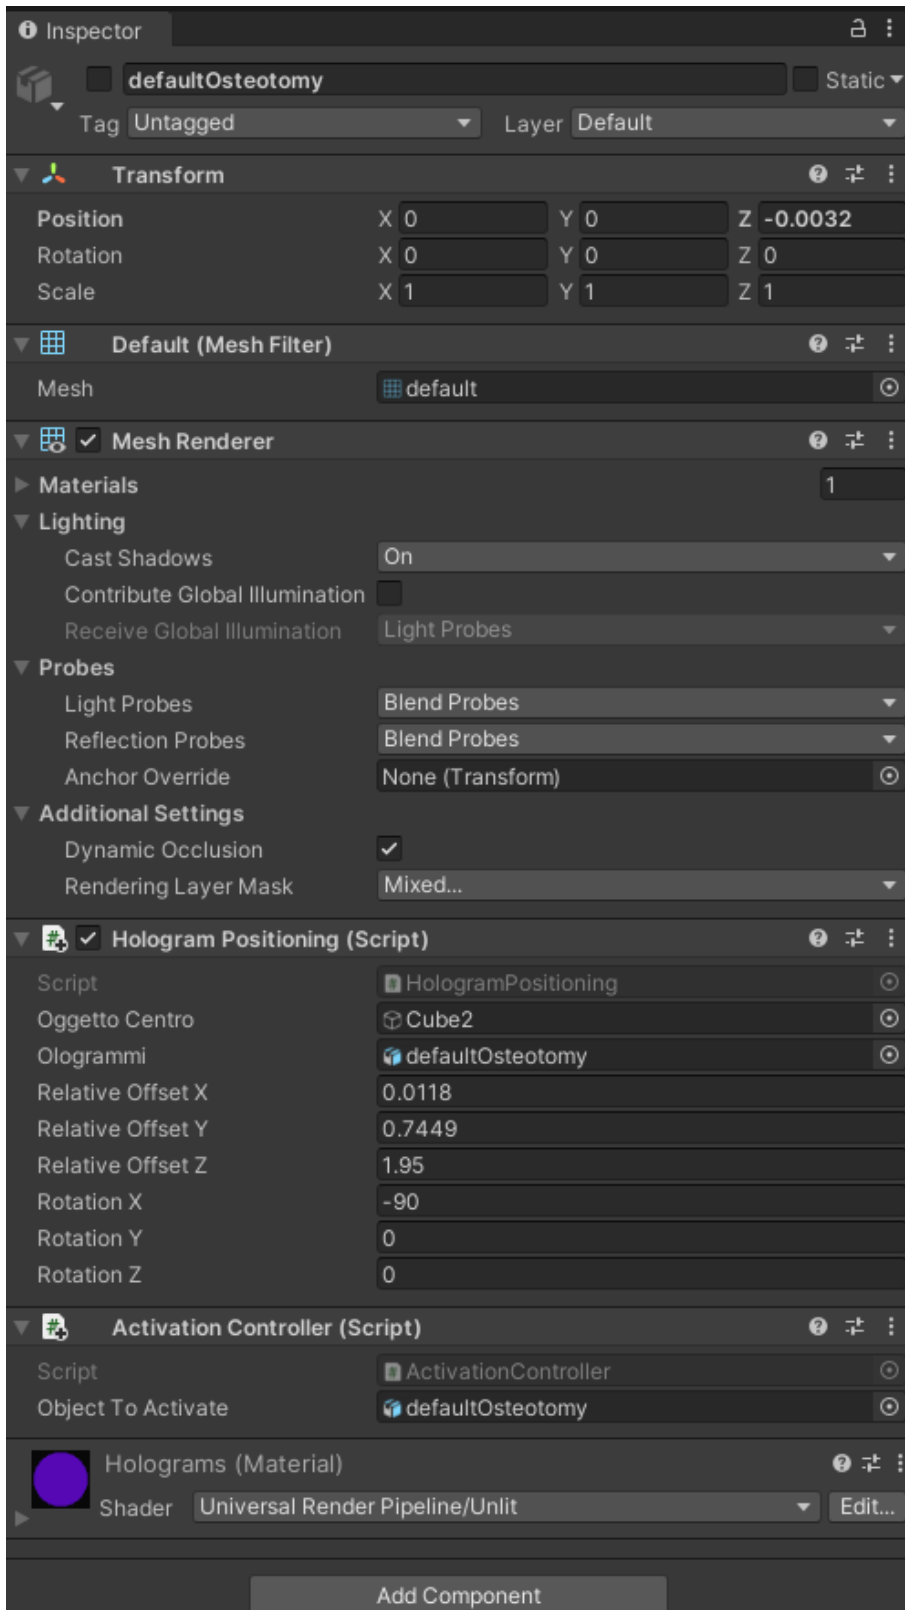 Inspector
defaultOsteotomy Static
Tag Untagged Layer Default
Transform
Position X 0 Y 0 Z -0.0032
Rotation X 0 Y 0 Z 0
Scale X 1 Y 1 Z 1
Default (Mesh Filter)
Mesh default
Mesh Renderer
Materials 1
Lighting
Cast Shadows On
Contribute Global Illumination
Receive Global Illumination Light Probes
Probes
Light Probes Blend Probes
Reflection Probes Blend Probes
Anchor Override None (Transform)
Additional Settings
Dynamic Occlusion
Rendering Layer Mask Mixed...
Hologram Positioning (Script)
Script HologramPositioning
Oggetto Centro Cube2
Ologrammi defaultOsteotomy
Relative Offset X 0.0118
Relative Offset Y 0.7449
Relative Offset Z 1.95
Rotation X -90
Rotation Y 0
Rotation Z 0
Activation Controller (Script)
Script ActivationController
Object To Activate defaultOsteotomy
Holograms (Material)
Shader Universal Render Pipeline/Unlit Edit...
Add Component